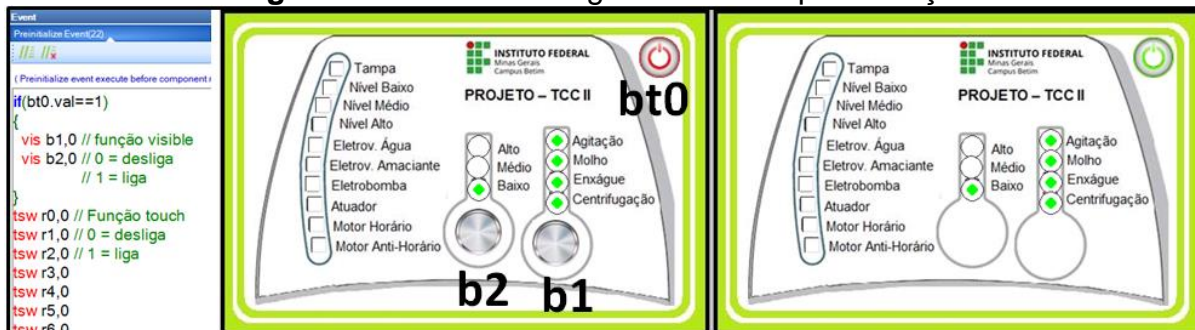 Event
Preinitialize Event(22)
( Preinitialize event execute before component
if(bt0.val==1)
{
vis b1,0 // função visible
vis b2,0 // 0 = desliga
// 1 = liga
}
tsw r0,0 // Função touch
tsw r1,0 // 0 = desliga
tsw r2,0 // 1 = liga
tsw r3,0
tsw r4,0
tsw r5,0
tsw r6,0
INSTITUTO FEDERAL
Minas Gerais
Campus Betim
bt0
PROJETO – TCC II
Tampa
Nível Baixo
Nível Médio
Nível Alto
Eletrov. Água
Eletrov. Amaciante
Eletrobomba
Atuador
Motor Horário
Motor Anti-Horário
Alto
Médio
Baixo
Agitação
Molho
Enxágue
Centrifugação
b2
b1
INSTITUTO FEDERAL
Minas Gerais
Campus Betim
PROJETO – TCC II
Tampa
Nível Baixo
Nível Médio
Nível Alto
Eletrov. Água
Eletrov. Amaciante
Eletrobomba
Atuador
Motor Horário
Motor Anti-Horário
Alto
Médio
Baixo
Agitação
Molho
Enxágue
Centrifugação